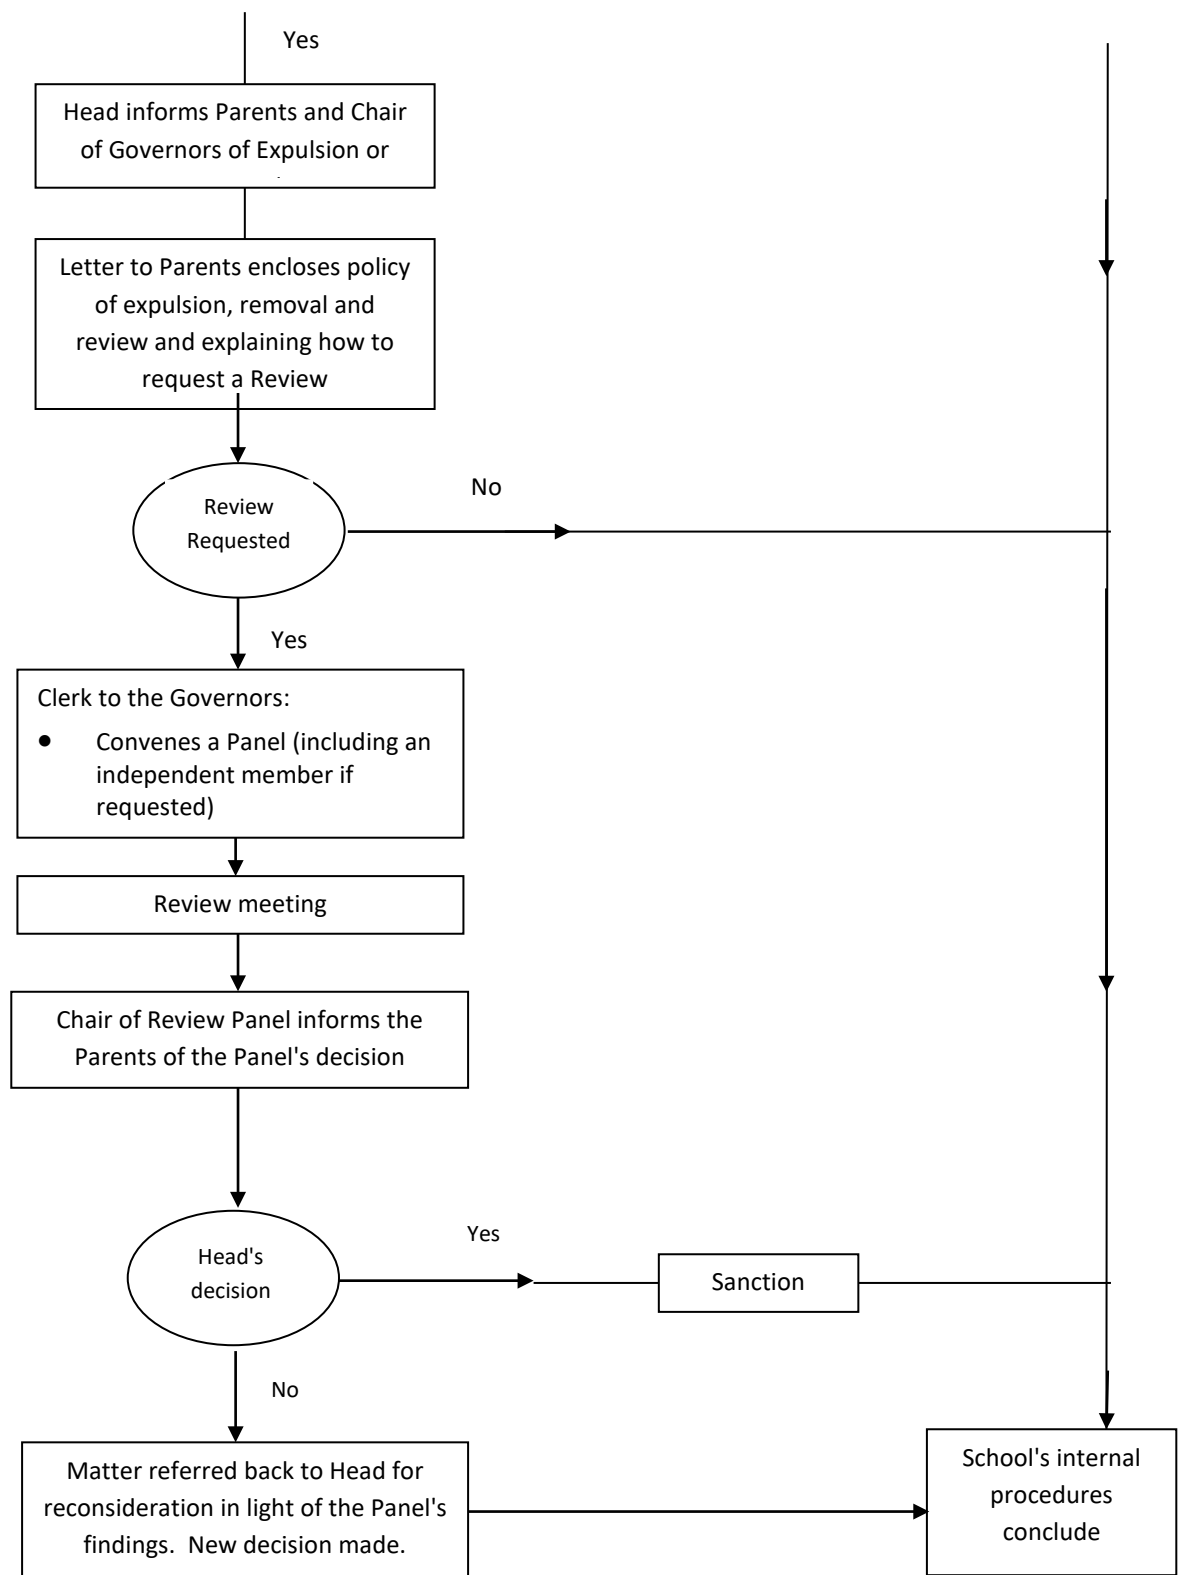 Yes
Head informs Parents and Chair
of Governors of Expulsion or
Letter to Parents encloses policy
of expulsion, removal and
review and explaining how to
request a Review
Review
Requested
No
Yes
Clerk to the Governors:
● Convenes a Panel (including an
independent member if
requested)
Review meeting
Chair of Review Panel informs the
Parents of the Panel's decision
Head's
decision
Yes
Sanction
No
Matter referred back to Head for
reconsideration in light of the Panel's
findings.  New decision made.
School's internal
procedures
conclude